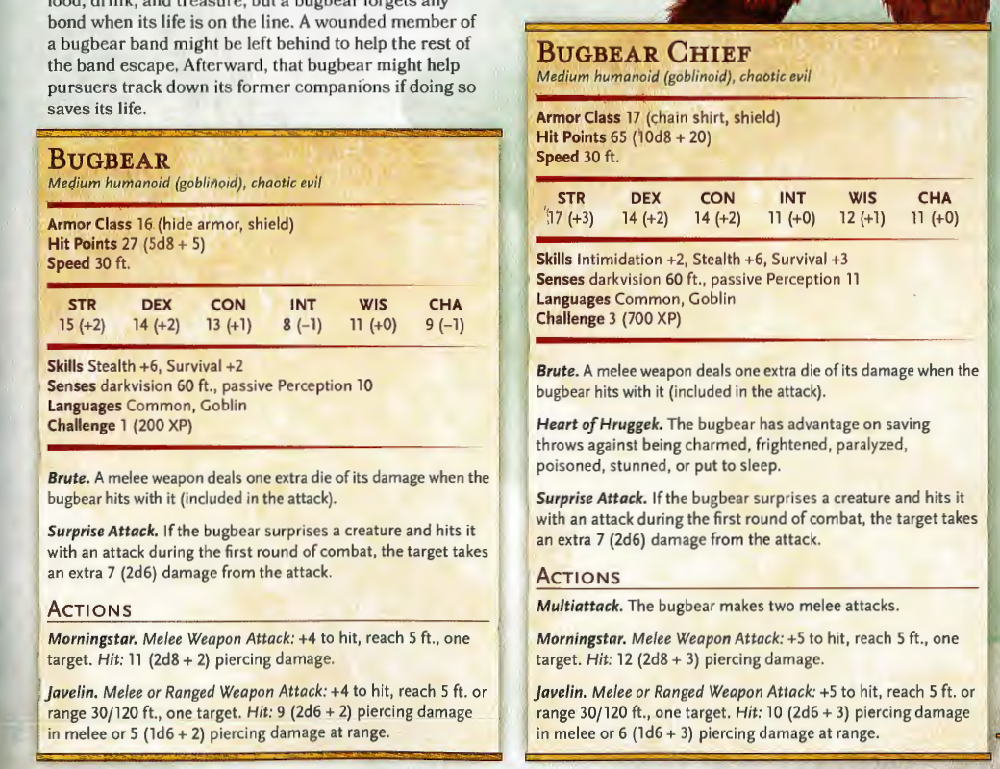 food, drink, and treasure, but a bugbear forgets any
bond when its life is on the line. A wounded member of
a bugbear band might be left behind to help the rest of
the band escape. Afterward, that bugbear might help
pursuers track down its former companions if doing so
saves its life.
BUGBEAR
Medium humanoid (goblinoid), chaotic evil
Armor Class 16 (hide armor, shield)
Hit Points 27 (5d8 + 5)
Speed 30 ft.
STR DEX CON INT WIS CHA
15 (+2) 14 (+2) 13 (+1) 8 (−1) 11 (+0) 9 (−1)
Skills Stealth +6, Survival +2
Senses darkvision 60 ft., passive Perception 10
Languages Common, Goblin
Challenge 1 (200 XP)
Brute. A melee weapon deals one extra die of its damage when the
bugbear hits with it (included in the attack).
Surprise Attack. If the bugbear surprises a creature and hits it
with an attack during the first round of combat, the target takes
an extra 7 (2d6) damage from the attack.
ACTIONS
Morningstar. Melee Weapon Attack: +4 to hit, reach 5 ft., one
target. Hit: 11 (2d8 + 2) piercing damage.
Javelin. Melee or Ranged Weapon Attack: +4 to hit, reach 5 ft. or
range 30/120 ft., one target. Hit: 9 (2d6 + 2) piercing damage
in melee or 5 (1d6 + 2) piercing damage at range.
BUGBEAR CHIEF
Medium humanoid (goblinoid), chaotic evil
Armor Class 17 (chain shirt, shield)
Hit Points 65 (10d8 + 20)
Speed 30 ft.
STR DEX CON INT WIS CHA
17 (+3) 14 (+2) 14 (+2) 11 (+0) 12 (+1) 11 (+0)
Skills Intimidation +2, Stealth +6, Survival +3
Senses darkvision 60 ft., passive Perception 11
Languages Common, Goblin
Challenge 3 (700 XP)
Brute. A melee weapon deals one extra die of its damage when the
bugbear hits with it (included in the attack).
Heart of Hruggek. The bugbear has advantage on saving
throws against being charmed, frightened, paralyzed,
poisoned, stunned, or put to sleep.
Surprise Attack. If the bugbear surprises a creature and hits it
with an attack during the first round of combat, the target takes
an extra 7 (2d6) damage from the attack.
ACTIONS
Multiattack. The bugbear makes two melee attacks.
Morningstar. Melee Weapon Attack: +5 to hit, reach 5 ft., one
target. Hit: 12 (2d8 + 3) piercing damage.
Javelin. Melee or Ranged Weapon Attack: +5 to hit, reach 5 ft. or
range 30/120 ft., one target. Hit: 10 (2d6 + 3) piercing damage
in melee or 6 (1d6 + 3) piercing damage at range.